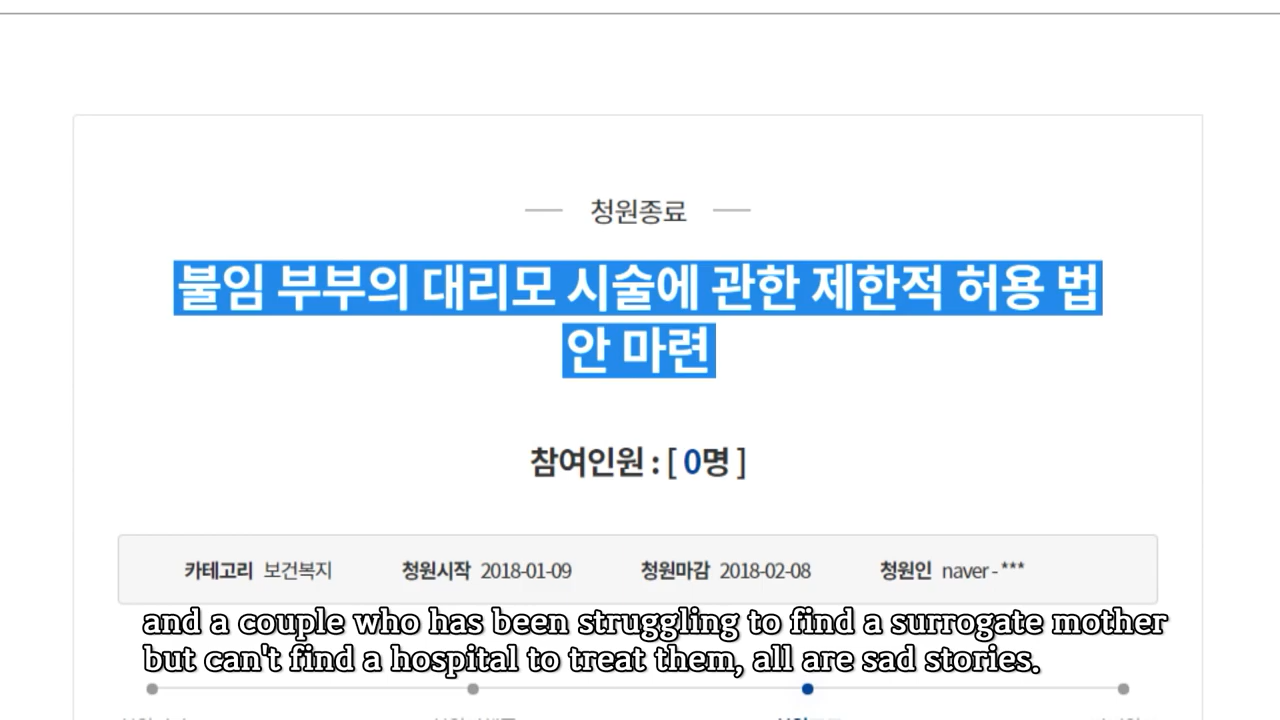 청원종료
불임 부부의 대리모 시술에 관한 제한적 허용 법
안 마련
참여인원 : [ 0명 ]
카테고리 보건복지 청원시작 2018-01-09 청원마감 2018-02-08 청원인 naver - ***
and a couple who has been struggling to find a surrogate mother
but can't find a hospital to treat them, all are sad stories.